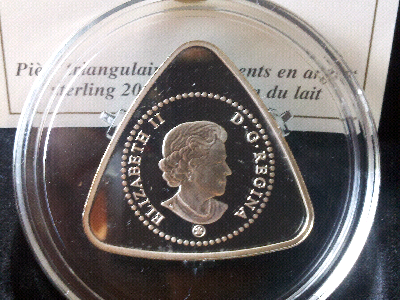 Pièce triangulaire ents en ar
sterling 20 du lait
ELIZABETH II D·G·REGINA